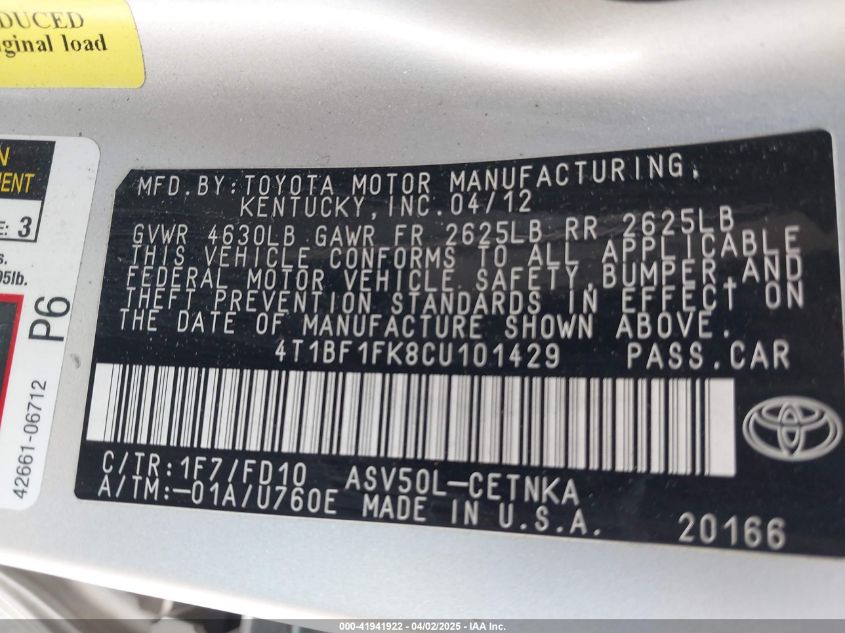 DUCED
ginal load
N
MENT
E: 3
s.
05lb.
P6
42661-06712
MFD.BY:TOYOTA MOTOR MANUFACTURING,
KENTUCKY,INC.04/12
GVWR 4630LB GAWR FR 2625LB RR 2625LB
THIS VEHICLE CONFORMS TO ALL APPLICABLE
FEDERAL MOTOR VEHICLE SAFETY,BUMPER,AND
THEFT PREVENTION STANDARDS IN EFFECT ON
THE DATE OF MANUFACTURE SHOWN ABOVE.
4T1BF1FK8CU101429 PASS.CAR
C/TR:1F7/FD10 ASV50L-CETNKA
A/TM:-01A/U760E MADE IN U.S.A.
20166
000-41941922 - 04/02/2025 - IAA Inc.